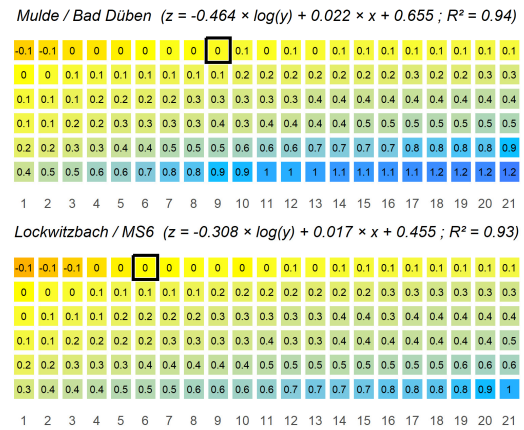 Mulde / Bad Düben (z = -0.464 × log(y) + 0.022 × x + 0.655 ; R² = 0.94)
-0.1 -0.1 0 0 0 0 0 0 0 0.1 0 0.1 0 0.1 0.1 0.1 0.1 0.1 0.1 0.1 0.1
0 0 0.1 0.1 0.1 0.1 0.1 0.1 0.1 0.2 0.2 0.2 0.2 0.2 0.2 0.2 0.3 0.3 0.3 0.3 0.3
0.1 0.1 0.1 0.2 0.2 0.2 0.2 0.3 0.3 0.3 0.3 0.3 0.4 0.4 0.4 0.4 0.4 0.4 0.4 0.4 0.4
0.1 0.1 0.2 0.2 0.2 0.3 0.3 0.3 0.3 0.4 0.4 0.4 0.4 0.4 0.4 0.4 0.5 0.5 0.5 0.5 0.5
0.2 0.2 0.3 0.3 0.4 0.4 0.5 0.5 0.5 0.6 0.6 0.6 0.7 0.7 0.7 0.7 0.8 0.8 0.8 0.8 0.9
0.4 0.5 0.5 0.6 0.6 0.7 0.8 0.8 0.9 0.9 1 1 1 1.1 1.1 1.1 1.1 1.2 1.2 1.2 1.2
1 2 3 4 5 6 7 8 9 10 11 12 13 14 15 16 17 18 19 20 21
Lockwitzbach / MS6 (z = -0.308 × log(y) + 0.017 × x + 0.455 ; R² = 0.93)
-0.1 -0.1 -0.1 0 0 0 0 0 0 0 0 0.1 0 0.1 0.1 0.1 0.1 0.1 0.1 0.1 0.1
0 0 0 0.1 0.1 0.1 0.1 0.2 0.2 0.2 0.2 0.2 0.2 0.3 0.2 0.3 0.3 0.3 0.3 0.3 0.3
0 0.1 0.1 0.1 0.2 0.2 0.2 0.2 0.2 0.3 0.3 0.3 0.3 0.3 0.3 0.3 0.4 0.4 0.4 0.4 0.4
0.1 0.1 0.2 0.2 0.2 0.2 0.3 0.3 0.3 0.3 0.3 0.3 0.4 0.4 0.4 0.4 0.4 0.4 0.4 0.4 0.5
0.2 0.2 0.3 0.3 0.3 0.3 0.4 0.4 0.4 0.4 0.4 0.5 0.5 0.5 0.5 0.5 0.5 0.5 0.6 0.6 0.6
0.3 0.4 0.4 0.4 0.5 0.5 0.5 0.6 0.6 0.6 0.6 0.7 0.7 0.7 0.7 0.8 0.8 0.8 0.8 0.9 1
1 2 3 4 5 6 7 8 9 10 11 12 13 14 15 16 17 18 19 20 21